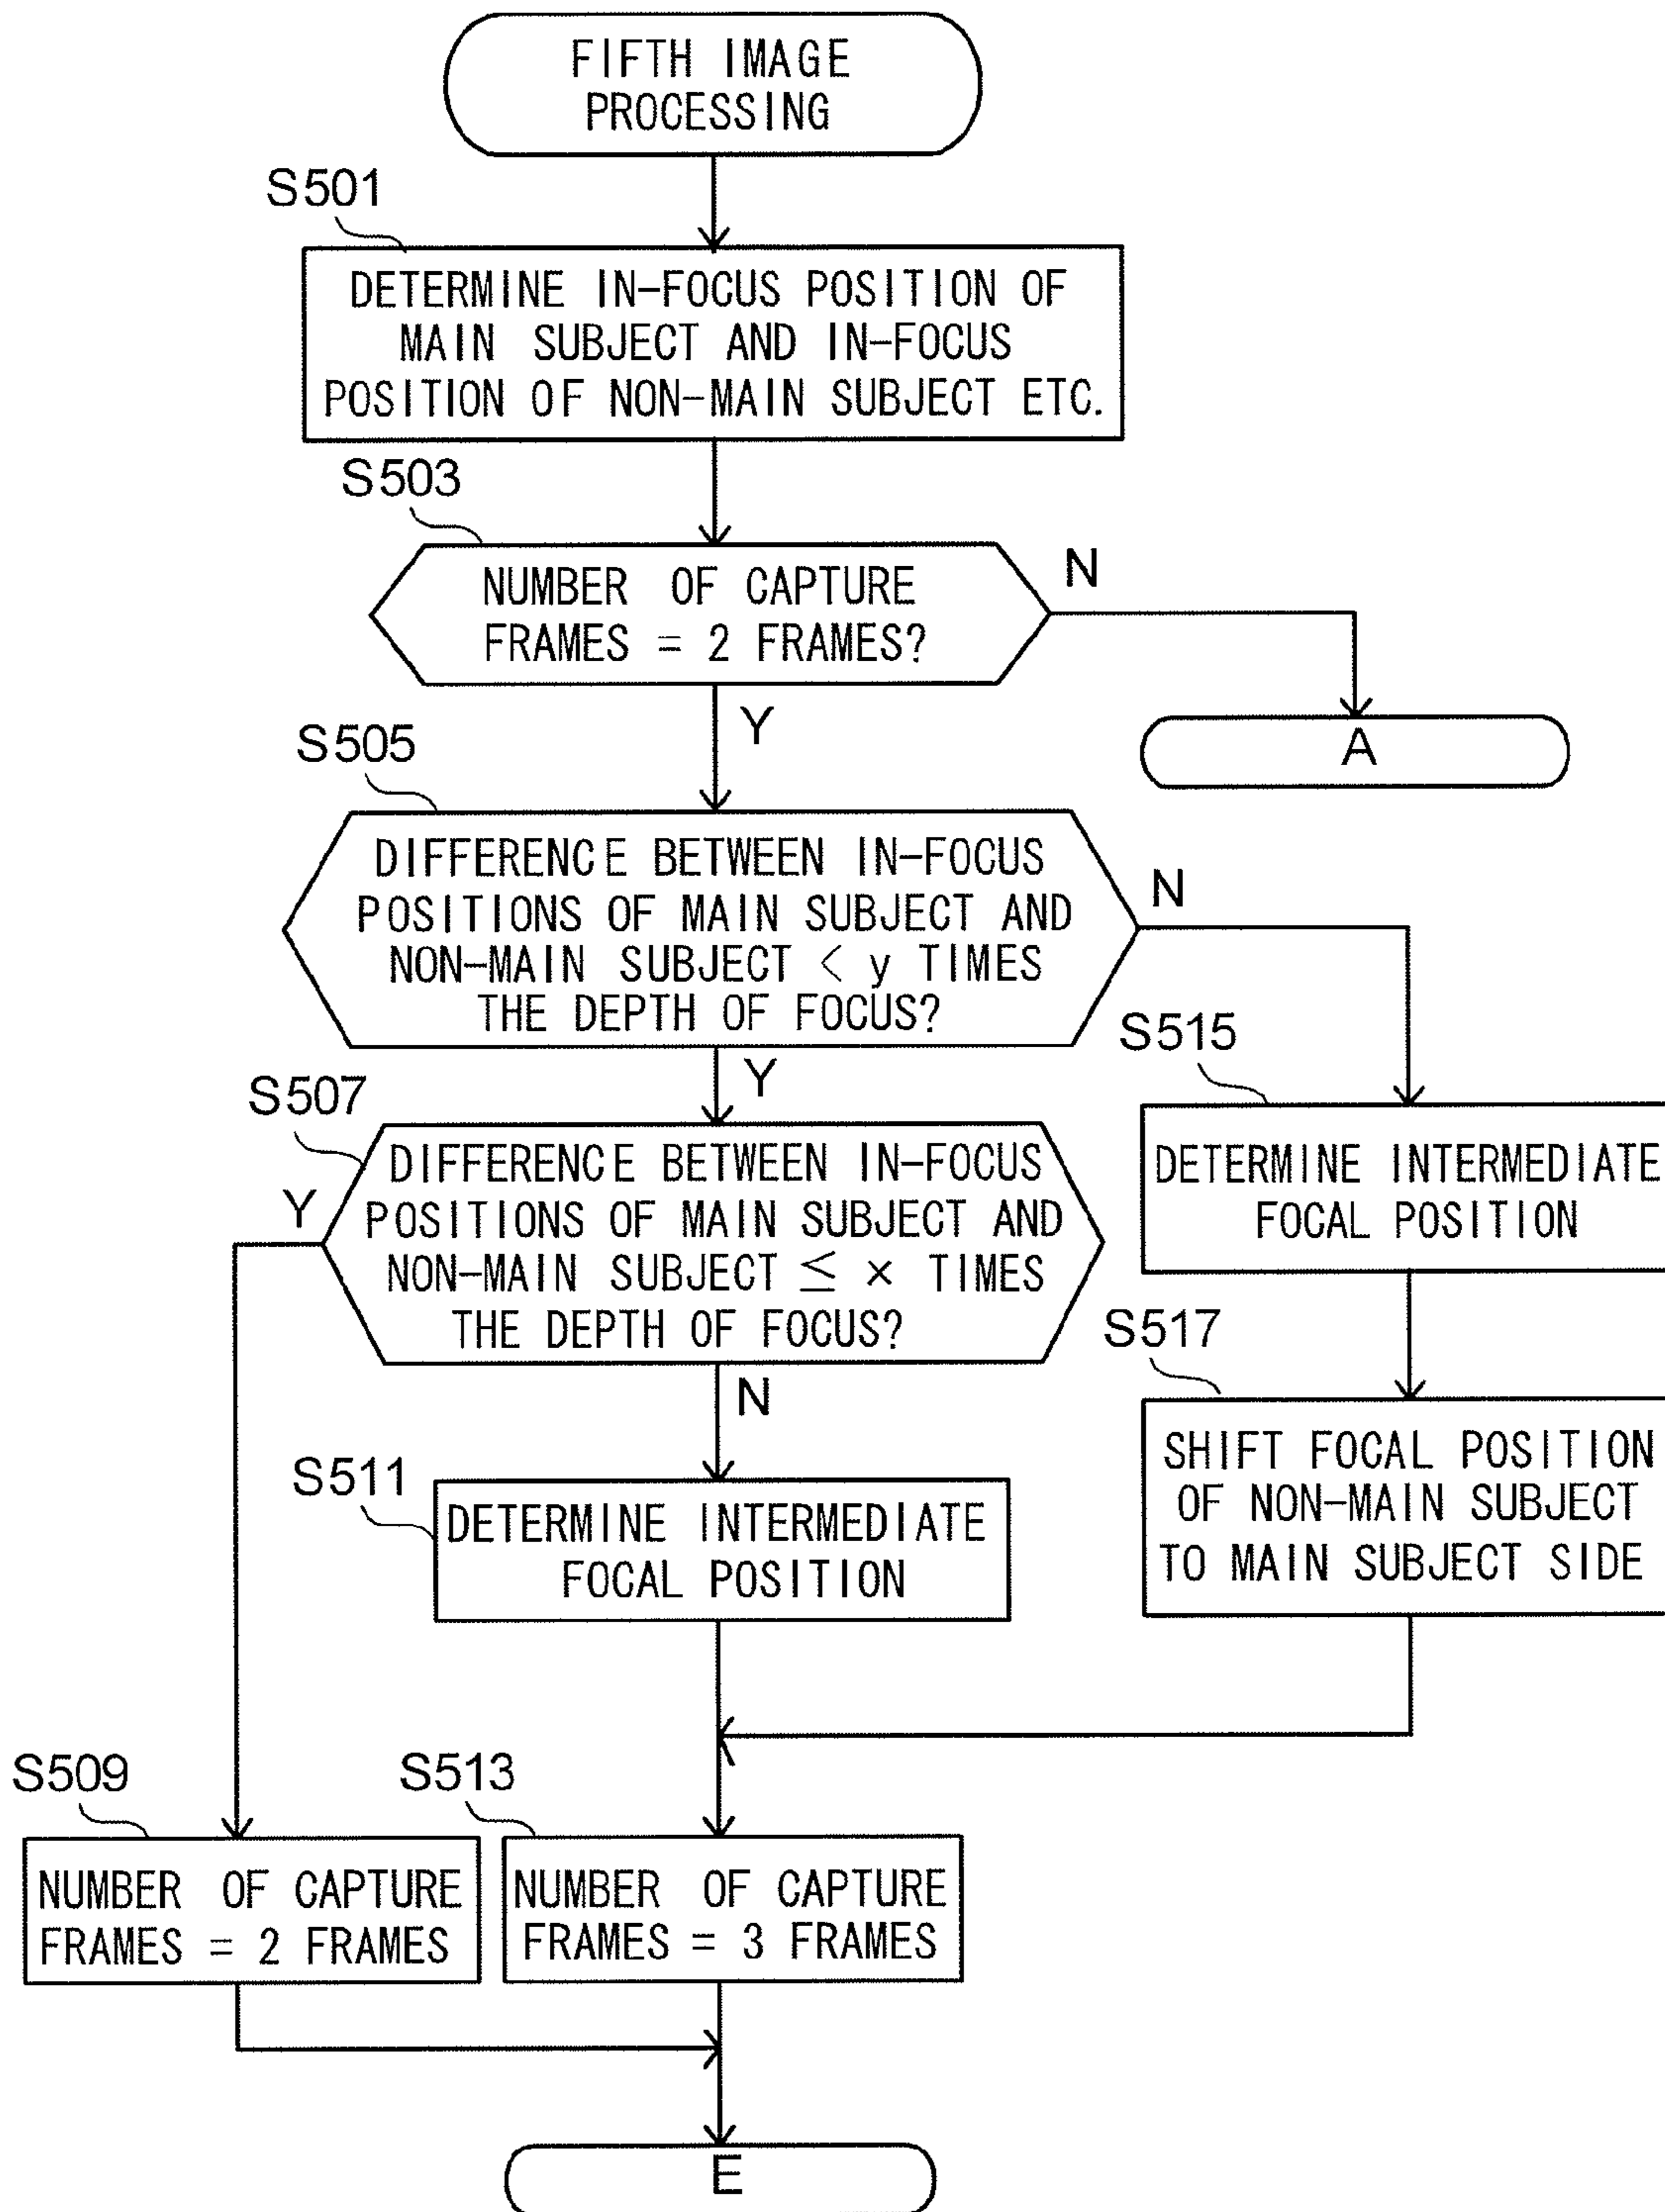 FIFTH IMAGE
PROCESSING
S501
DETERMINE IN-FOCUS POSITION OF
MAIN SUBJECT AND IN-FOCUS
POSITION OF NON-MAIN SUBJECT ETC.
S503
NUMBER OF CAPTURE
FRAMES = 2 FRAMES?
N
Y
A
S505
DIFFERENCE BETWEEN IN-FOCUS
POSITIONS OF MAIN SUBJECT AND
NON-MAIN SUBJECT < y TIMES
THE DEPTH OF FOCUS?
N
Y
S515
DETERMINE INTERMEDIATE
FOCAL POSITION
S507
DIFFERENCE BETWEEN IN-FOCUS
POSITIONS OF MAIN SUBJECT AND
NON-MAIN SUBJECT ≦ × TIMES
THE DEPTH OF FOCUS?
Y
N
S517
SHIFT FOCAL POSITION
OF NON-MAIN SUBJECT
TO MAIN SUBJECT SIDE
S511
DETERMINE INTERMEDIATE
FOCAL POSITION
S509
NUMBER OF CAPTURE
FRAMES = 2 FRAMES
S513
NUMBER OF CAPTURE
FRAMES = 3 FRAMES
E